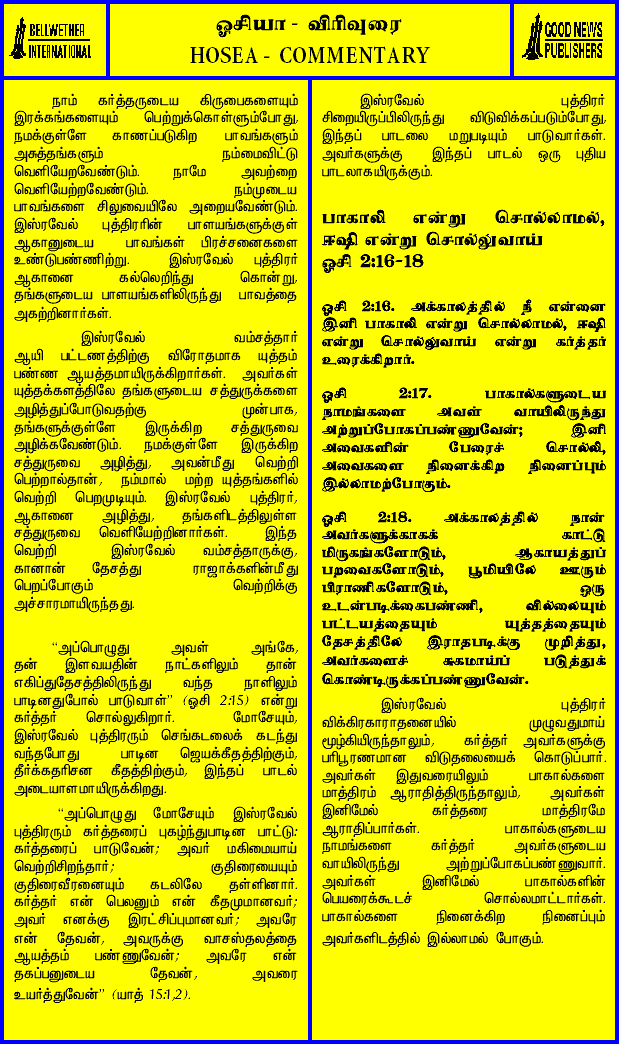 BELLWETHER
INTERNATIONAL
ஓசியா - விரிவுரை
HOSEA - COMMENTARY
GOOD NEWS
PUBLISHERS
நாம் கர்த்தருடைய கிருபைகளையும்
இரக்கங்களையும் பெற்றுக்கொள்ளும்போது,
நமக்குள்ளே காணப்படுகிற பாவங்களும்
அசுத்தங்களும் நம்மைவிட்டு
வெளியேறவேண்டும். நாமே அவற்றை
வெளியேற்றவேண்டும். நம்முடைய
பாவங்களை சிலுவையிலே அறையவேண்டும்.
இஸ்ரவேல் புத்திரரின் பாளயங்களுக்குள்
ஆகானுடைய பாவங்கள் பிரச்சனைகளை
உண்டுபண்ணிற்று. இஸ்ரவேல் புத்திரர்
ஆகானை கல்லெறிந்து கொன்று,
தங்களுடைய பாளயங்களிலிருந்து பாவத்தை
அகற்றினார்கள்.
இஸ்ரவேல் வம்சத்தார்
ஆயி பட்டணத்திற்கு விரோதமாக யுத்தம்
பண்ண ஆயத்தமாயிருக்கிறார்கள். அவர்கள்
யுத்தக்களத்திலே தங்களுடைய சத்துருக்களை
அழித்துப்போடுவதற்கு முன்பாக,
தங்களுக்குள்ளே இருக்கிற சத்துருவை
அழிக்கவேண்டும். நமக்குள்ளே இருக்கிற
சத்துருவை அழித்து, அவன்மீது வெற்றி
பெற்றால்தான், நம்மால் மற்ற யுத்தங்களில்
வெற்றி பெறமுடியும். இஸ்ரவேல் புத்திரர்,
ஆகானை அழித்து, தங்களிடத்திலுள்ள
சத்துருவை வெளியேற்றினார்கள். இந்த
வெற்றி இஸ்ரவேல் வம்சத்தாருக்கு,
கானான் தேசத்து ராஜாக்களின்மீது
பெறப்போகும் வெற்றிக்கு
அச்சாரமாயிருந்தது.
“அப்பொழுது அவள் அங்கே,
தன் இளவயதின் நாட்களிலும் தான்
எகிப்துதேசத்திலிருந்து வந்த நாளிலும்
பாடினதுபோல் பாடுவாள்” (ஓசி 2:15) என்று
கர்த்தர் சொல்லுகிறார். மோசேயும்,
இஸ்ரவேல் புத்திரரும் செங்கடலைக் கடந்து
வந்தபோது பாடின ஜெயக்கீதத்திற்கும்,
தீர்க்கதரிசன கீதத்திற்கும், இந்தப் பாடல்
அடையாளமாயிருக்கிறது.
“அப்பொழுது மோசேயும் இஸ்ரவேல்
புத்திரரும் கர்த்தரைப் புகழ்ந்துபாடின பாட்டு:
கர்த்தரைப் பாடுவேன்; அவர் மகிமையாய்
வெற்றிசிறந்தார்; குதிரையையும்
குதிரைவீரனையும் கடலிலே தள்ளினார்.
கர்த்தர் என் பெலனும் என் கீதமுமானவர்;
அவர் எனக்கு இரட்சிப்புமானவர்; அவரே
என் தேவன், அவருக்கு வாசஸ்தலத்தை
ஆயத்தம் பண்ணுவேன்; அவரே என்
தகப்பனுடைய தேவன், அவரை
உயர்த்துவேன்” (யாத் 15:1,2).
இஸ்ரவேல் புத்திரர்
சிறையிருப்பிலிருந்து விடுவிக்கப்படும்போது,
இந்தப் பாடலை மறுபடியும் பாடுவார்கள்.
அவர்களுக்கு இந்தப் பாடல் ஒரு புதிய
பாடலாகயிருக்கும்.
பாகாலி என்று சொல்லாமல்,
ஈஷி என்று சொல்லுவாய்
ஓசி 2:16-18
ஓசி 2:16. அக்காலத்தில் நீ என்னை
இனி பாகாலி என்று சொல்லாமல், ஈஷி
என்று சொல்லுவாய் என்று கர்த்தர்
உரைக்கிறார்.
ஓசி 2:17. பாகால்களுடைய
நாமங்களை அவள் வாயிலிருந்து
அற்றுப்போகப்பண்ணுவேன்; இனி
அவைகளின் பேரைச் சொல்லி,
அவைகளை நினைக்கிற நினைப்பும்
இல்லாமற்போகும்.
ஓசி 2:18. அக்காலத்தில் நான்
அவர்களுக்காகக் காட்டு
மிருகங்களோடும், ஆகாயத்துப்
பறவைகளோடும், பூமியிலே ஊரும்
பிராணிகளோடும், ஒரு
உடன்படிக்கைபண்ணி, வில்லையும்
பட்டயத்தையும் யுத்தத்தையும்
தேசத்திலே இராதபடிக்கு முறித்து,
அவர்களைச் சுகமாய்ப் படுத்துக்
கொண்டிருக்கப்பண்ணுவேன்.
இஸ்ரவேல் புத்திரர்
விக்கிரகாராதனையில் முழுவதுமாய்
மூழ்கியிருந்தாலும், கர்த்தர் அவர்களுக்கு
பரிபூரணமான விடுதலையைக் கொடுப்பார்.
அவர்கள் இதுவரையிலும் பாகால்களை
மாத்திரம் ஆராதித்திருந்தாலும், அவர்கள்
இனிமேல் கர்த்தரை மாத்திரமே
ஆராதிப்பார்கள். பாகால்களுடைய
நாமங்களை கர்த்தர் அவர்களுடைய
வாயிலிருந்து அற்றுப்போகப்பண்ணுவார்.
அவர்கள் இனிமேல் பாகால்களின்
பெயரைக்கூடச் சொல்லமாட்டார்கள்.
பாகால்களை நினைக்கிற நினைப்பும்
அவர்களிடத்தில் இல்லாமல் போகும்.